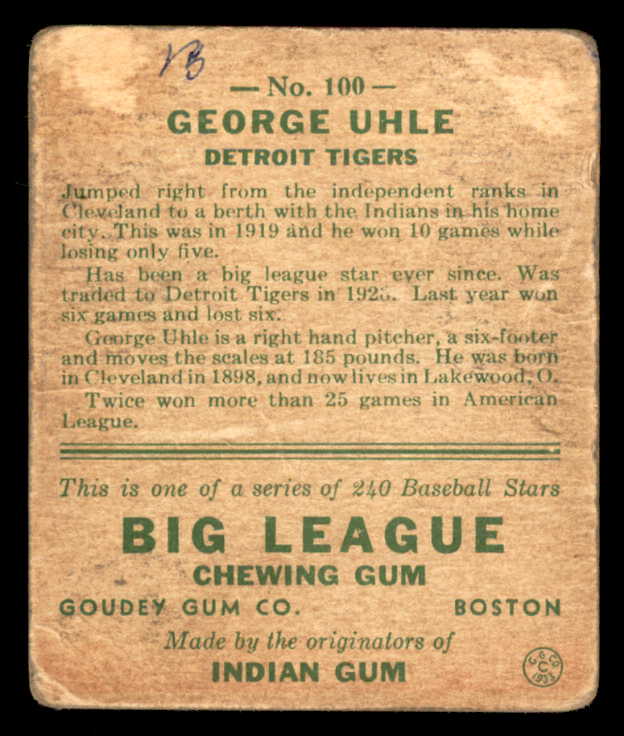 — No. 100 —
GEORGE UHLE
DETROIT TIGERS
Jumped right from the independent ranks in
Cleveland to a berth with the Indians in his home
city. This was in 1919 and he won 10 games while
losing only five.
Has been a big league star ever since. Was
traded to Detroit Tigers in Last year won
six games and lost six.
George Uhle is a right hand pitcher, a six-footer
and moves the scales at 185 pounds. He was born
in Cleveland in 1898, and now lives in Lakewood, O.
Twice won more than 25 games in American
League.
This is one of a series of 240 Baseball Stars
BIG LEAGUE
CHEWING GUM
GOUDEY GUM CO. BOSTON
Made by the originators of
INDIAN GUM
G. G. CO.
C
1933